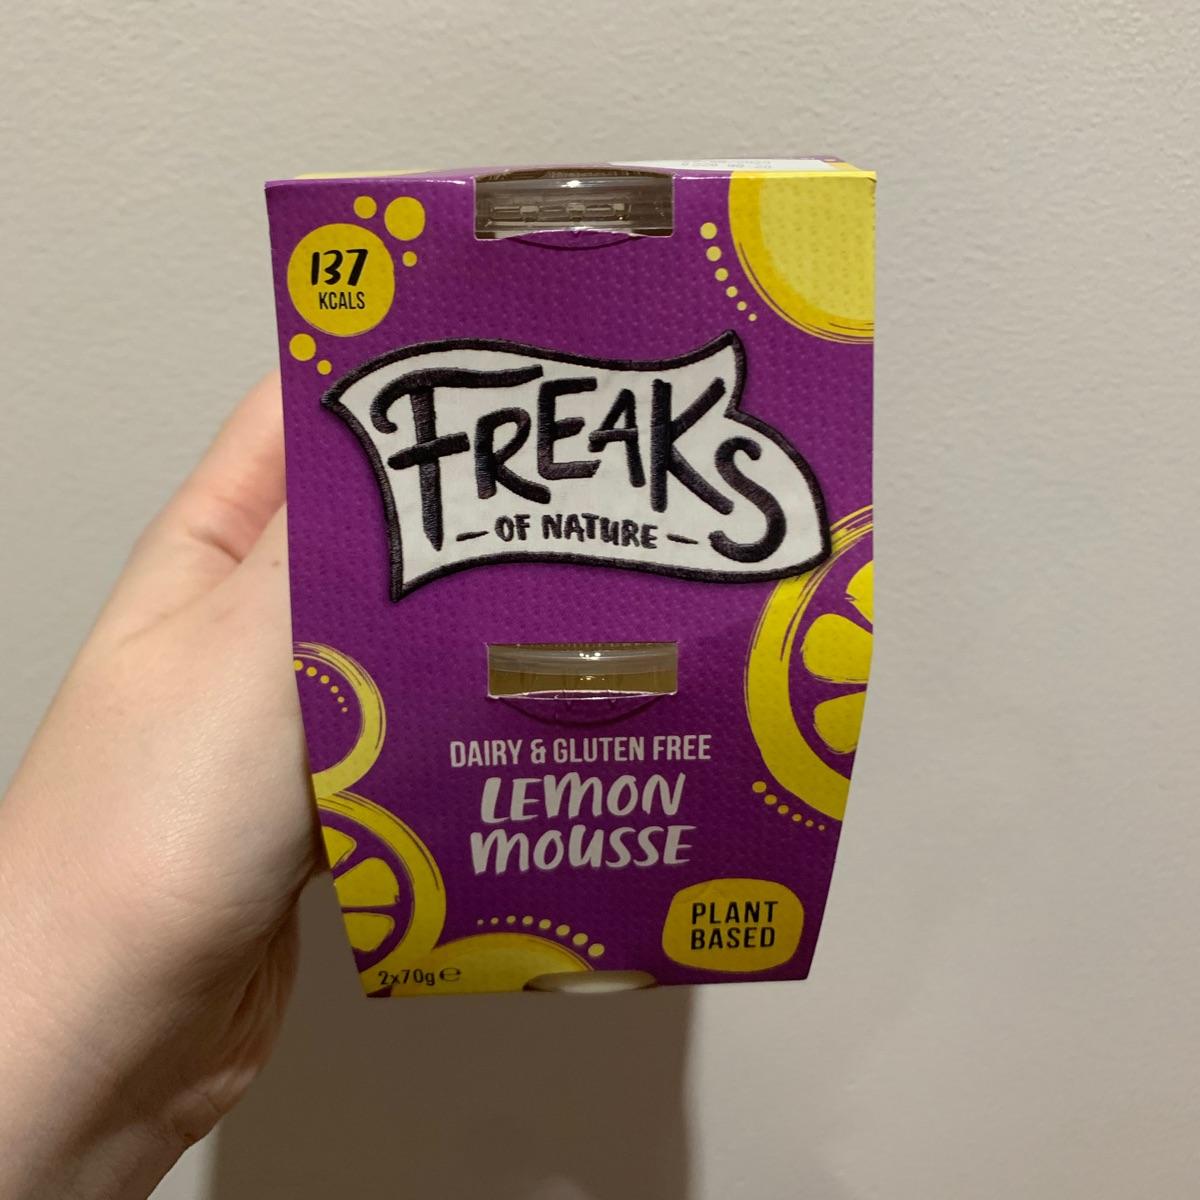 137
KCALS
FREAKS
- OF NATURE -
DAIRY & GLUTEN FREE
LEMON
MOUSSE
PLANT
BASED
2x70g℮